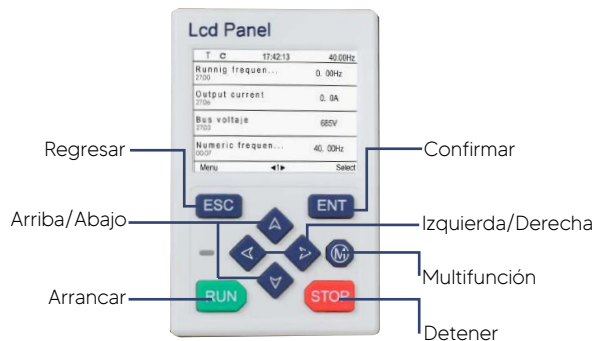 Lcd Panel
T C 17:42:13 40.00Hz
Runnig frequen... 0. 00Hz
27.00
Output current 0. 0A
27.06
Bus voltaje 685V
27.03
Numeric frequen... 40. 00Hz
00.07
Menu ◄1► Select
Regresar
Confirmar
ESC
ENT
Arriba/Abajo
Izquierda/Derecha
Multifunción
Arrancar
RUN
STOP
Detener